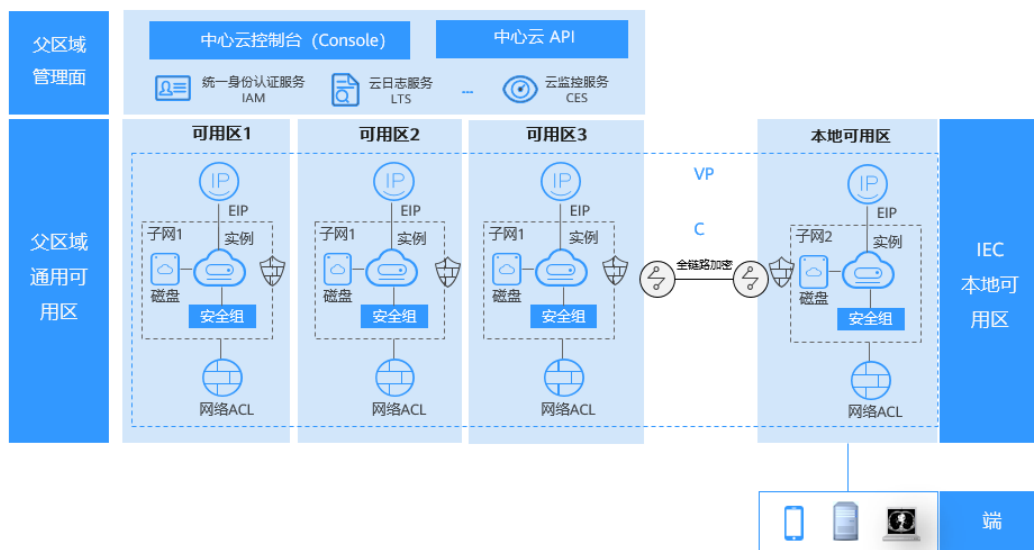 父区域
管理面
中心云控制台（Console）
中心云 API
统一身份认证服务
IAM
云日志服务
LTS
...
云监控服务
CES
父区域
通用可
用区
可用区1
IP
EIP
子网1
实例
磁盘
安全组
网络ACL
可用区2
IP
EIP
子网1
实例
磁盘
安全组
网络ACL
可用区3
IP
EIP
子网1
实例
磁盘
安全组
网络ACL
VP
C
全链路加密
本地可用区
IP
EIP
子网2
实例
磁盘
安全组
网络ACL
IEC
本地可
用区
端